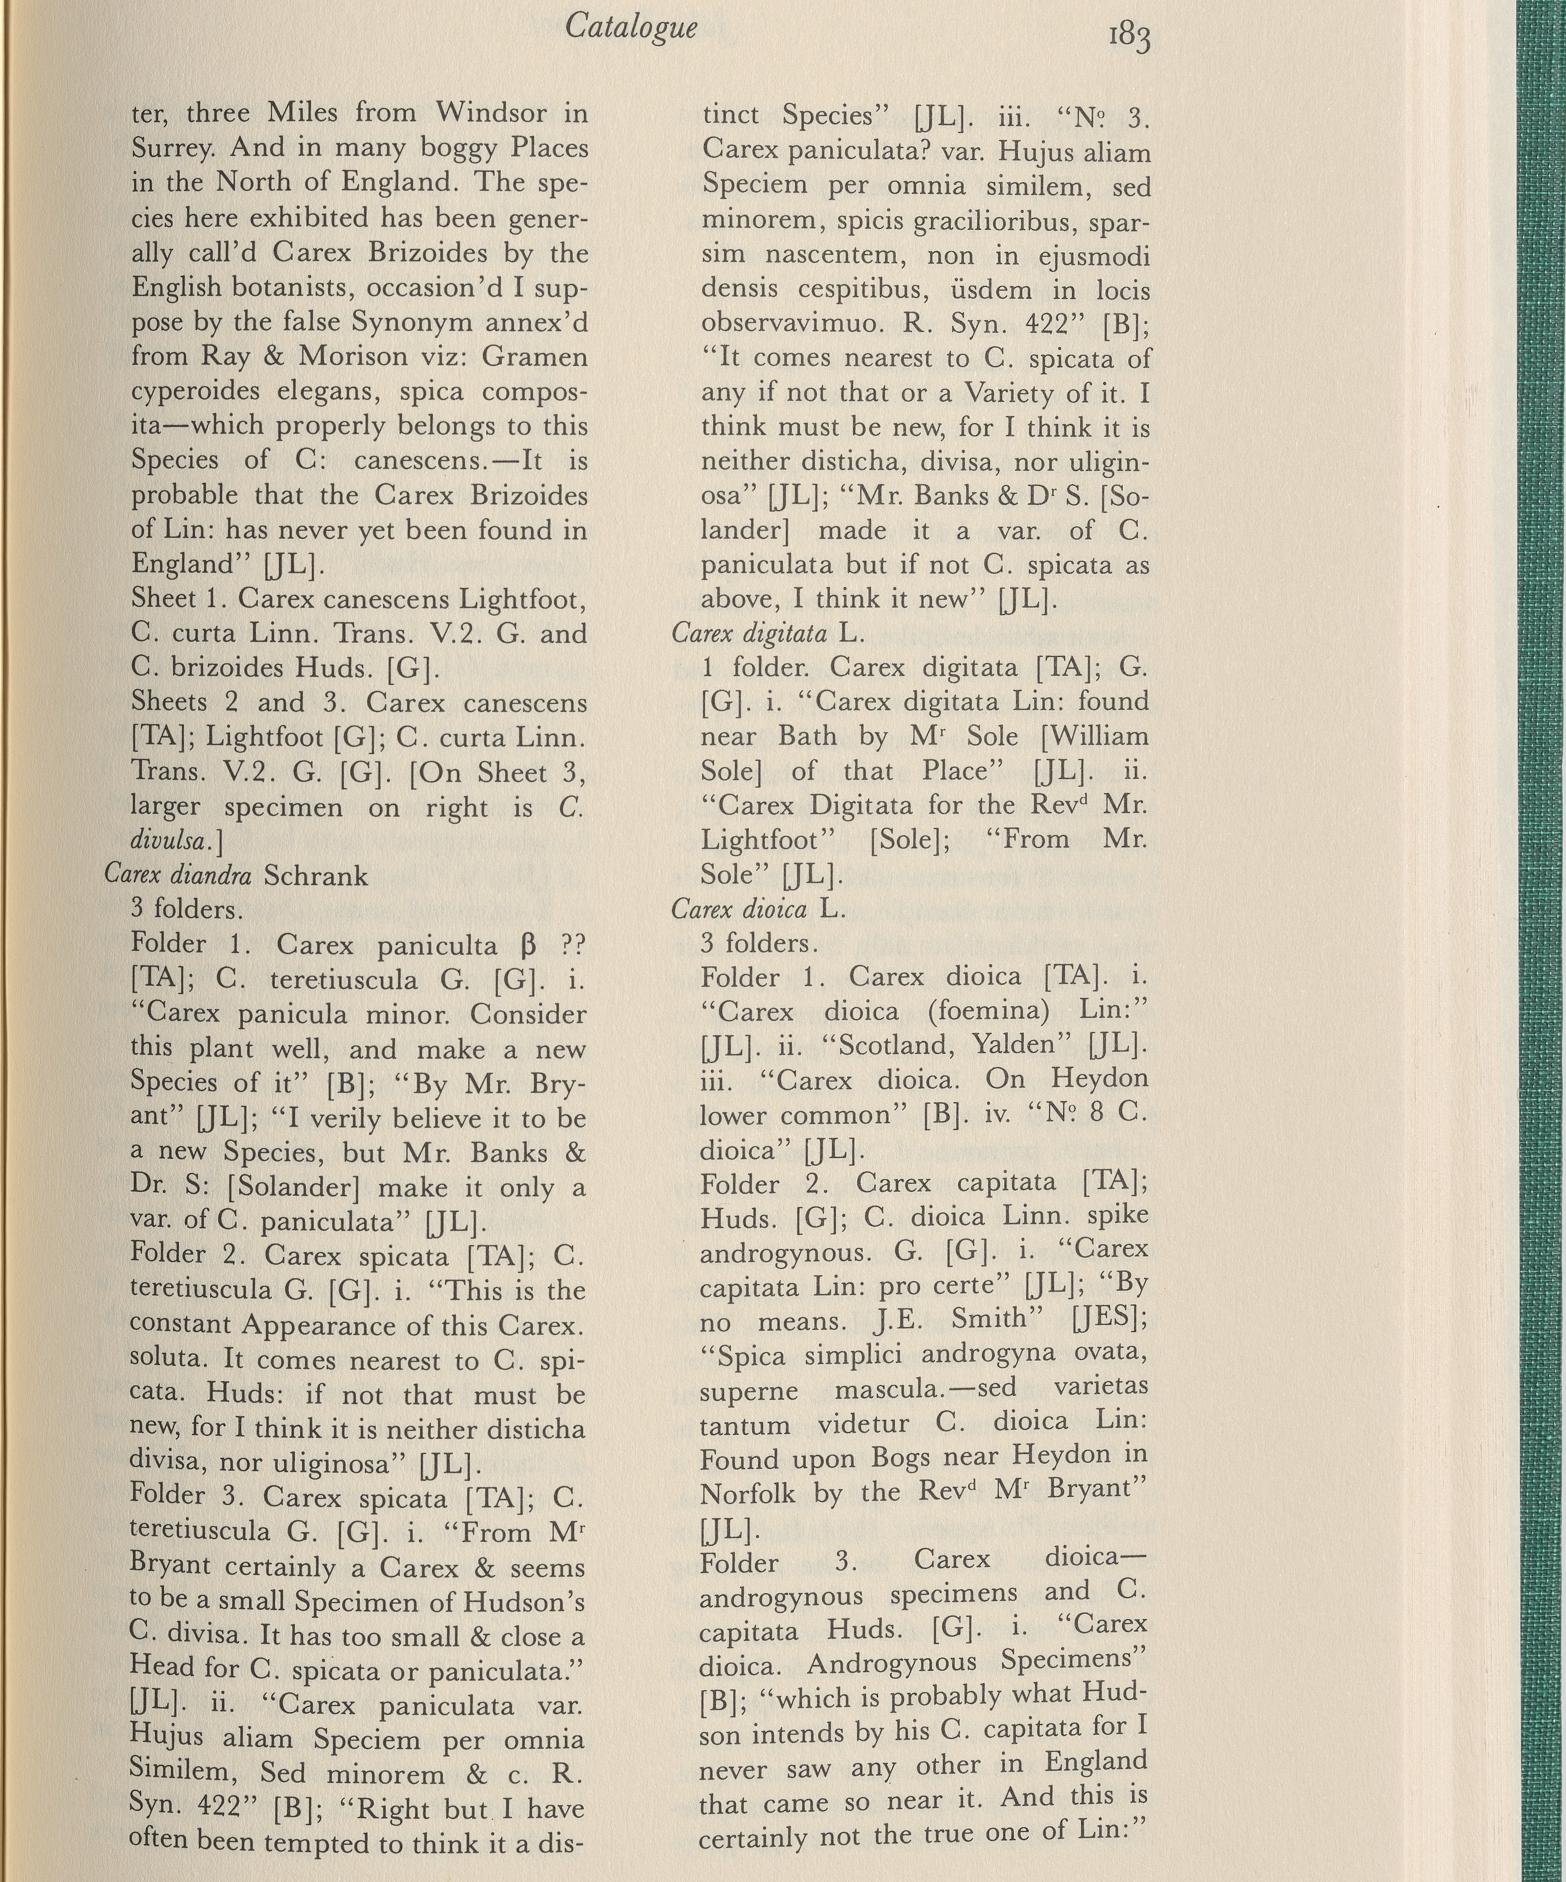 Catalogue
183
ter, three Miles from Windsor in
Surrey. And in many boggy Places
in the North of England. The spe-
cies here exhibited has been gener-
ally call’d Carex Brizoides by the
English botanists, occasion’d I sup-
pose by the false Synonym annex’d
from Ray & Morison viz: Gramen
cyperoides elegans, spica compos-
ita—which properly belongs to this
Species of C: canescens.—It is
probable that the Carex Brizoides
of Lin: has never yet been found in
England” [JL].
Sheet 1. Carex canescens Lightfoot,
C. curta Linn. Trans. V.2. G. and
C. brizoides Huds. [G].
Sheets 2 and 3. Carex canescens
[TA]; Lightfoot [G]; C. curta Linn.
Trans. V.2. G. [G]. [On Sheet 3,
larger specimen on right is C.
divulsa.]
Carex diandra Schrank
3 folders.
Folder 1. Carex paniculta β ??
[TA]; C. teretiuscula G. [G]. i.
“Carex panicula minor. Consider
this plant well, and make a new
Species of it” [B]; “By Mr. Bry-
ant” [JL]; “I verily believe it to be
a new Species, but Mr. Banks &
Dr. S: [Solander] make it only a
var. of C. paniculata” [JL].
Folder 2. Carex spicata [TA]; C.
teretiuscula G. [G]. i. “This is the
constant Appearance of this Carex.
soluta. It comes nearest to C. spi-
cata. Huds: if not that must be
new, for I think it is neither disticha
divisa, nor uliginosa” [JL].
Folder 3. Carex spicata [TA]; C.
teretiuscula G. [G]. i. “From Mʳ
Bryant certainly a Carex & seems
to be a small Specimen of Hudson’s
C. divisa. It has too small & close a
Head for C. spicata or paniculata.”
[JL]. ii. “Carex paniculata var.
Hujus aliam Speciem per omnia
Similem, Sed minorem & c. R.
Syn. 422” [B]; “Right but I have
often been tempted to think it a dis-
tinct Species” [JL]. iii. “Nº 3.
Carex paniculata? var. Hujus aliam
Speciem per omnia similem, sed
minorem, spicis gracilioribus, spar-
sim nascentem, non in ejusmodi
densis cespitibus, üsdem in locis
observavimuo. R. Syn. 422” [B];
“It comes nearest to C. spicata of
any if not that or a Variety of it. I
think must be new, for I think it is
neither disticha, divisa, nor uligin-
osa” [JL]; “Mr. Banks & Dʳ S. [So-
lander] made it a var. of C.
paniculata but if not C. spicata as
above, I think it new” [JL].
Carex digitata L.
1 folder. Carex digitata [TA]; G.
[G]. i. “Carex digitata Lin: found
near Bath by Mʳ Sole [William
Sole] of that Place” [JL]. ii.
“Carex Digitata for the Revᵈ Mr.
Lightfoot” [Sole]; “From Mr.
Sole” [JL].
Carex dioica L.
3 folders.
Folder 1. Carex dioica [TA]. i.
“Carex dioica (foemina) Lin:”
[JL]. ii. “Scotland, Yalden” [JL].
iii. “Carex dioica. On Heydon
lower common” [B]. iv. “Nº 8 C.
dioica” [JL].
Folder 2. Carex capitata [TA];
Huds. [G]; C. dioica Linn. spike
androgynous. G. [G]. i. “Carex
capitata Lin: pro certe” [JL]; “By
no means. J.E. Smith” [JES];
“Spica simplici androgyna ovata,
superne mascula.—sed varietas
tantum videtur C. dioica Lin:
Found upon Bogs near Heydon in
Norfolk by the Revᵈ Mʳ Bryant”
[JL].
Folder 3. Carex dioica—
androgynous specimens and C.
capitata Huds. [G]. i. “Carex
dioica. Androgynous Specimens”
[B]; “which is probably what Hud-
son intends by his C. capitata for I
never saw any other in England
that came so near it. And this is
certainly not the true one of Lin:”